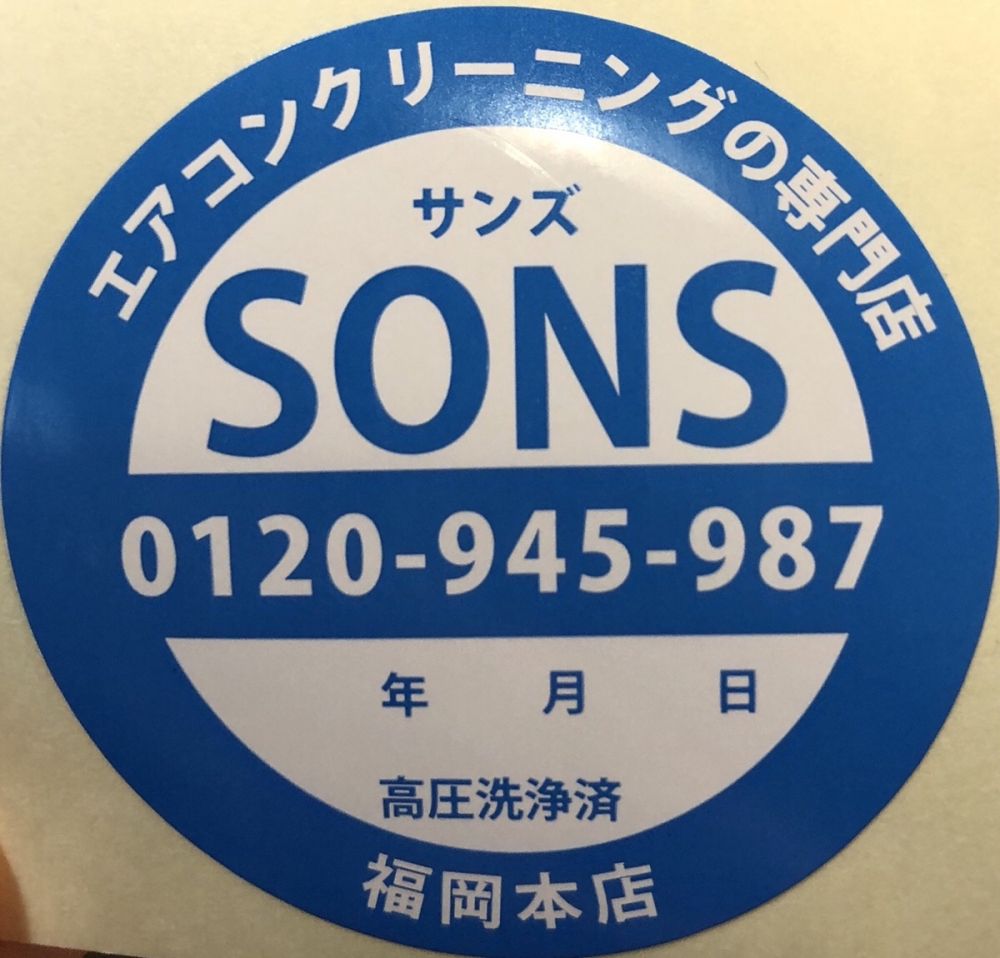 エアコンクリーニングの専門店
サンズ
SONS
0120-945-987
年 月 日
高圧洗浄済
福岡本店